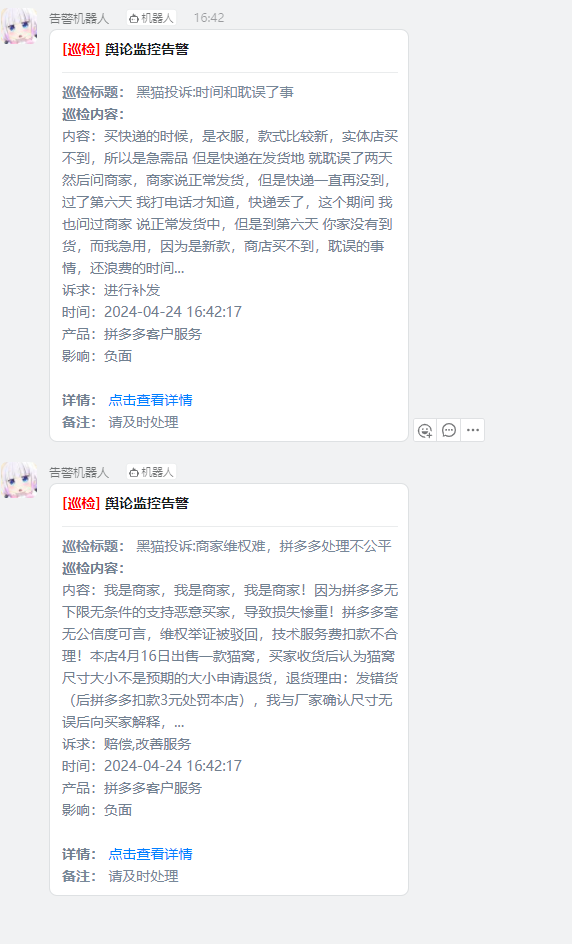 告警机器人 机器人 16:42
[巡检] 舆论监控告警
巡检标题： 黑猫投诉:时间和耽误了事
巡检内容：
内容：买快递的时候，是衣服，款式比较新，实体店买
不到，所以是急需品 但是快递在发货地 就耽误了两天
然后问商家，商家说正常发货，但是快递一直再没到，
过了第六天 我打电话才知道，快递丢了，这个期间 我
也问过商家 说正常发货中，但是到第六天 你家没有到
货，而我急用，因为是新款，商店买不到，耽误的事
情，还浪费的时间...
诉求：进行补发
时间：2024-04-24 16:42:17
产品：拼多多客户服务
影响：负面
详情： 点击查看详情
备注： 请及时处理
告警机器人 机器人
[巡检] 舆论监控告警
巡检标题： 黑猫投诉:商家维权难，拼多多处理不公平
巡检内容：
内容：我是商家，我是商家，我是商家！因为拼多多无
下限无条件的支持恶意买家，导致损失惨重！拼多多毫
无公信度可言，维权举证被驳回，技术服务费扣款不合
理！本店4月16日出售一款猫窝，买家收货后认为猫窝
尺寸大小不是预期的大小申请退货，退货理由：发错货
（后拼多多扣款3元处罚本店），我与厂家确认尺寸无
误后向买家解释，...
诉求：赔偿,改善服务
时间：2024-04-24 16:42:17
产品：拼多多客户服务
影响：负面
详情： 点击查看详情
备注： 请及时处理